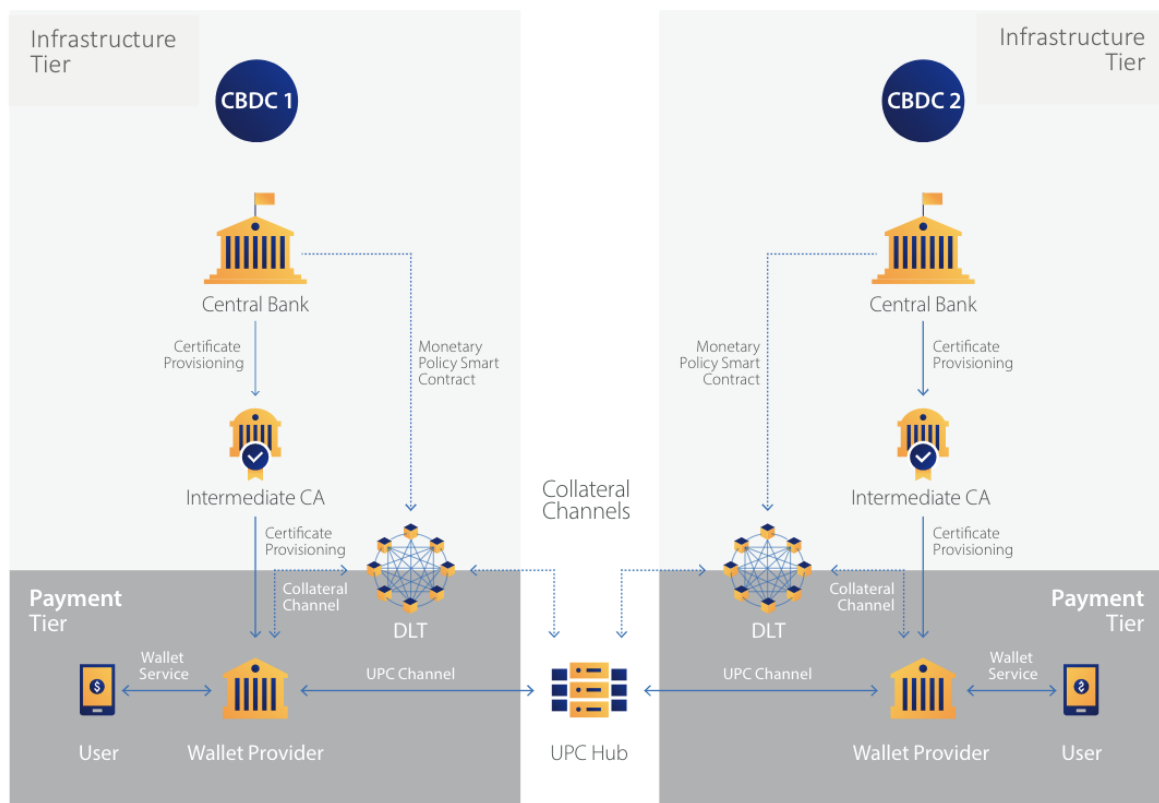 Infrastructure
Tier
CBDC 1
Central Bank
Certificate
Provisioning
Monetary
Policy Smart
Contract
Intermediate CA
Certificate
Provisioning
Collateral
Channel
DLT
Payment
Tier
Wallet
Service
UPC Channel
User
Wallet Provider
Collateral
Channels
UPC Hub
Infrastructure
Tier
CBDC 2
Central Bank
Monetary
Policy Smart
Contract
Certificate
Provisioning
Intermediate CA
Certificate
Provisioning
Collateral
Channel
DLT
Payment
Tier
UPC Channel
Wallet
Service
Wallet Provider
User